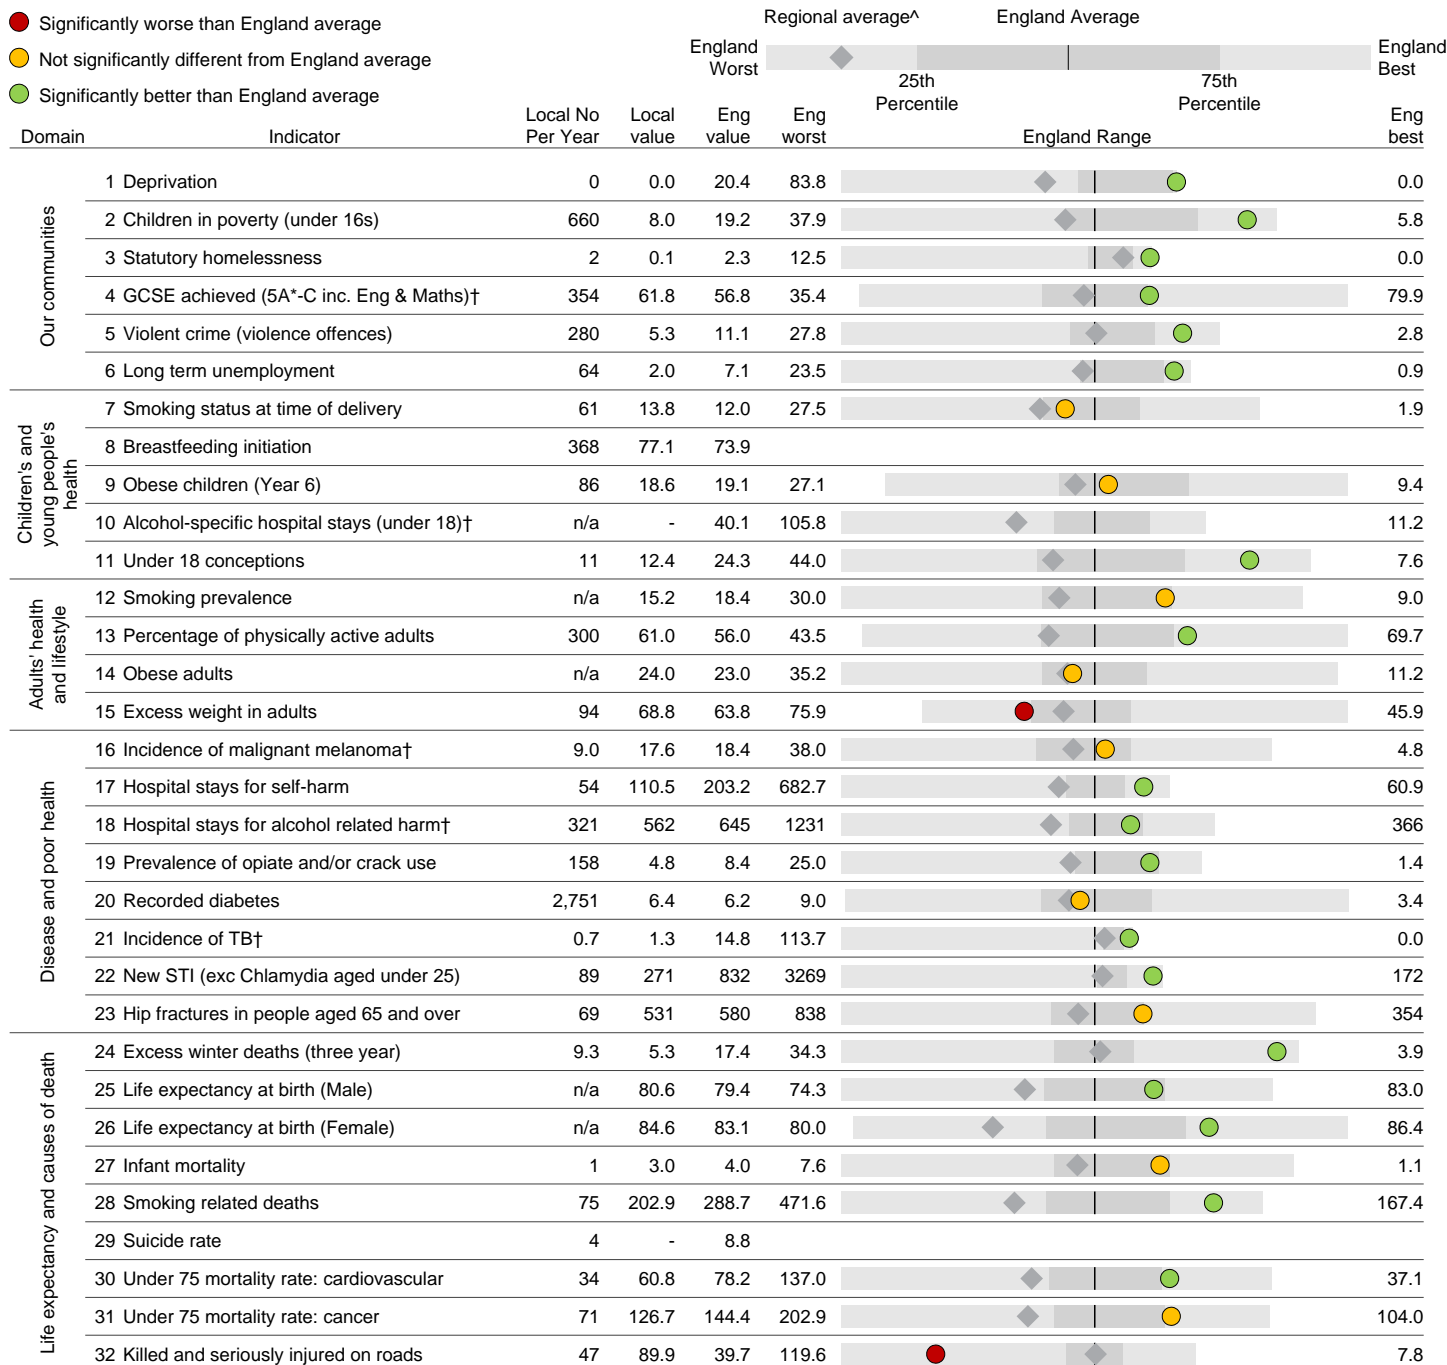 Significantly worse than England average
Not significantly different from England average
Significantly better than England average
Regional average^ England Average
England Worst England Best
25th Percentile 75th Percentile
Domain Indicator Local No Per Year Local value Eng value Eng worst England Range Eng best
Our communities
1 Deprivation 0 0.0 20.4 83.8 0.0
2 Children in poverty (under 16s) 660 8.0 19.2 37.9 5.8
3 Statutory homelessness 2 0.1 2.3 12.5 0.0
4 GCSE achieved (5A*-C inc. Eng & Maths)† 354 61.8 56.8 35.4 79.9
5 Violent crime (violence offences) 280 5.3 11.1 27.8 2.8
6 Long term unemployment 64 2.0 7.1 23.5 0.9
Children's and young people's health
7 Smoking status at time of delivery 61 13.8 12.0 27.5 1.9
8 Breastfeeding initiation 368 77.1 73.9
9 Obese children (Year 6) 86 18.6 19.1 27.1 9.4
10 Alcohol-specific hospital stays (under 18)† n/a - 40.1 105.8 11.2
11 Under 18 conceptions 11 12.4 24.3 44.0 7.6
Adults' health and lifestyle
12 Smoking prevalence n/a 15.2 18.4 30.0 9.0
13 Percentage of physically active adults 300 61.0 56.0 43.5 69.7
14 Obese adults n/a 24.0 23.0 35.2 11.2
15 Excess weight in adults 94 68.8 63.8 75.9 45.9
Disease and poor health
16 Incidence of malignant melanoma† 9.0 17.6 18.4 38.0 4.8
17 Hospital stays for self-harm 54 110.5 203.2 682.7 60.9
18 Hospital stays for alcohol related harm† 321 562 645 1231 366
19 Prevalence of opiate and/or crack use 158 4.8 8.4 25.0 1.4
20 Recorded diabetes 2,751 6.4 6.2 9.0 3.4
21 Incidence of TB† 0.7 1.3 14.8 113.7 0.0
22 New STI (exc Chlamydia aged under 25) 89 271 832 3269 172
23 Hip fractures in people aged 65 and over 69 531 580 838 354
Life expectancy and causes of death
24 Excess winter deaths (three year) 9.3 5.3 17.4 34.3 3.9
25 Life expectancy at birth (Male) n/a 80.6 79.4 74.3 83.0
26 Life expectancy at birth (Female) n/a 84.6 83.1 80.0 86.4
27 Infant mortality 1 3.0 4.0 7.6 1.1
28 Smoking related deaths 75 202.9 288.7 471.6 167.4
29 Suicide rate 4 - 8.8
30 Under 75 mortality rate: cardiovascular 34 60.8 78.2 137.0 37.1
31 Under 75 mortality rate: cancer 71 126.7 144.4 202.9 104.0
32 Killed and seriously injured on roads 47 89.9 39.7 119.6 7.8